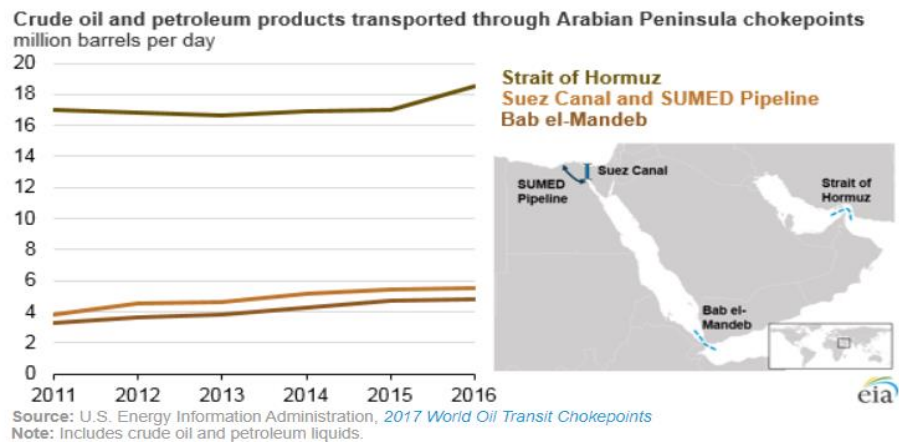 Crude oil and petroleum products transported through Arabian Peninsula chokepoints
million barrels per day
20
18
16
14
12
10
8
6
4
2
0
2011 2012 2013 2014 2015 2016
Strait of Hormuz
Suez Canal and SUMED Pipeline
Bab el-Mandeb
Suez Canal
SUMED
Pipeline
Strait of
Hormuz
Bab el-
Mandeb
eia
Source: U.S. Energy Information Administration, 2017 World Oil Transit Chokepoints
Note: Includes crude oil and petroleum liquids.